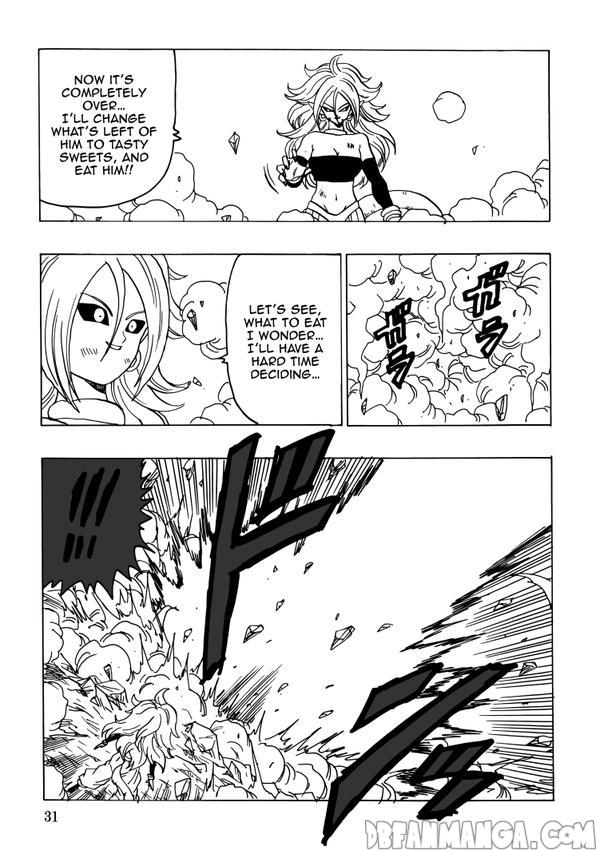 NOW IT'S
COMPLETELY
OVER...
I'LL CHANGE
WHAT'S LEFT OF
HIM TO TASTY
SWEETS, AND
EAT HIM!!
LET'S SEE,
WHAT TO EAT
I WONDER...
I'LL HAVE A
HARD TIME
DECIDING...
ガラ
ガラ
!!!
ド
31
DBFANMANGA.COM